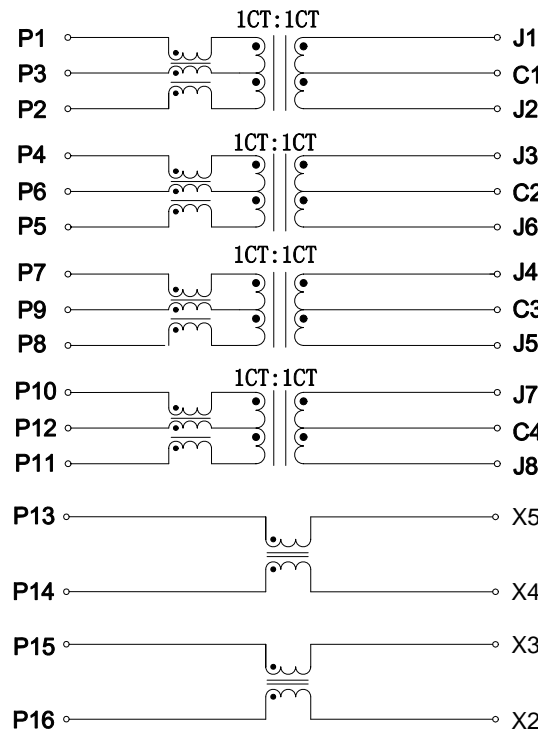 1CT:1CT
P1 J1
P3 C1
P2 J2
1CT:1CT
P4 J3
P6 C2
P5 J6
1CT:1CT
P7 J4
P9 C3
P8 J5
1CT:1CT
P10 J7
P12 C4
P11 J8
P13 X5
P14 X4
P15 X3
P16 X2